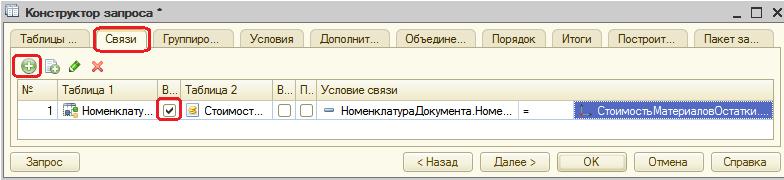 Конструктор запроса *
Таблицы ... Связи Группиро... Условия Дополнит... Объедине... Порядок Итоги Построит... Пакет за...
№ Таблица 1 В... Таблица 2 В... П... Условие связи
1 Номенклату... Стоимост... НоменклатураДокумента.Номе... = СтоимостьМатериаловОстатки....
Запрос < Назад Далее > OK Отмена Справка